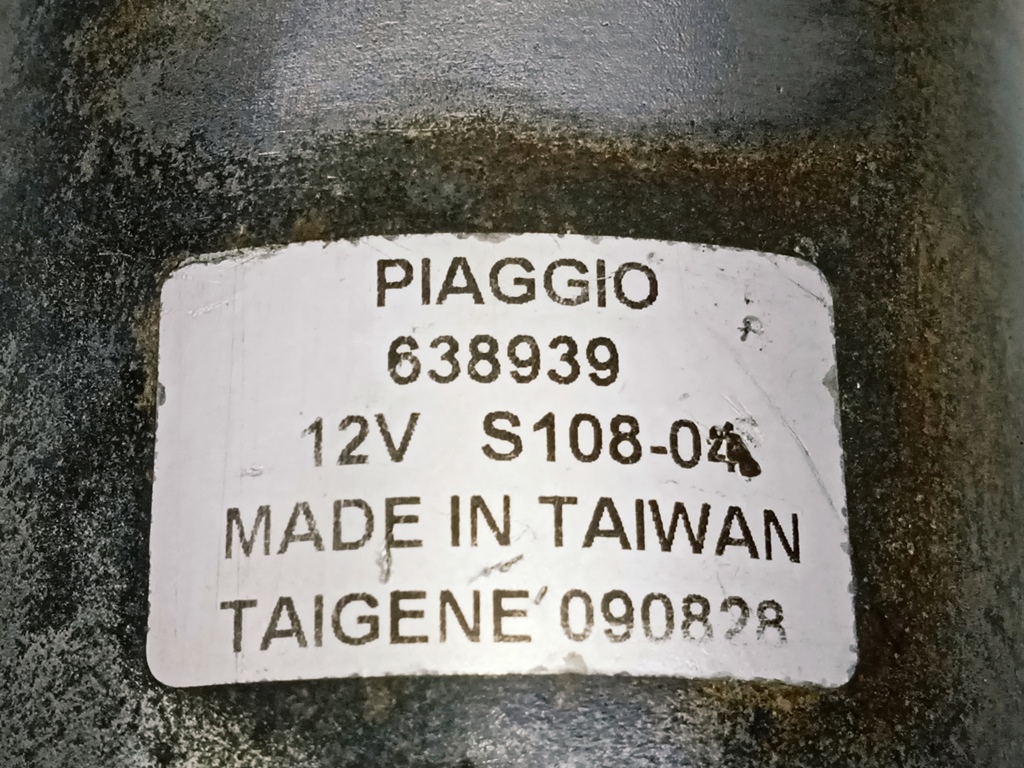 PIAGGIO
638939
12V S108-04
MADE IN TAIWAN
TAIGENE 090828